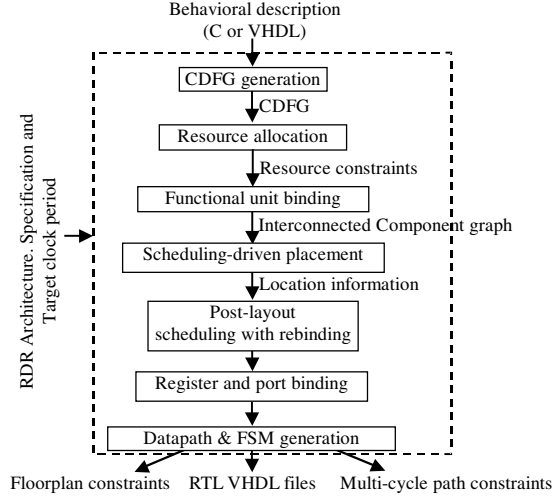 Behavioral description
(C or VHDL)
CDFG generation
CDFG
Resource allocation
Resource constraints
Functional unit binding
Interconnected Component graph
Scheduling-driven placement
Location information
Post-layout
scheduling with rebinding
Register and port binding
Datapath & FSM generation
Floorplan constraints
RTL VHDL files
Multi-cycle path constraints
RDR Architecture. Specification and
Target clock period